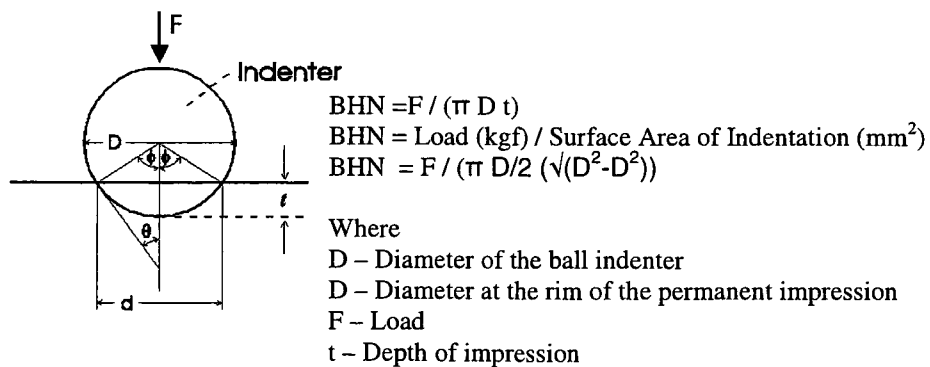 F
Indenter
BHN =F / (π D t)
D
BHN = Load (kgf) / Surface Area of Indentation (mm²)
ϕ ϕ
BHN = F / (π D/2 (√(D²-D²))
t
θ
Where
D – Diameter of the ball indenter
d
D – Diameter at the rim of the permanent impression
F – Load
t – Depth of impression